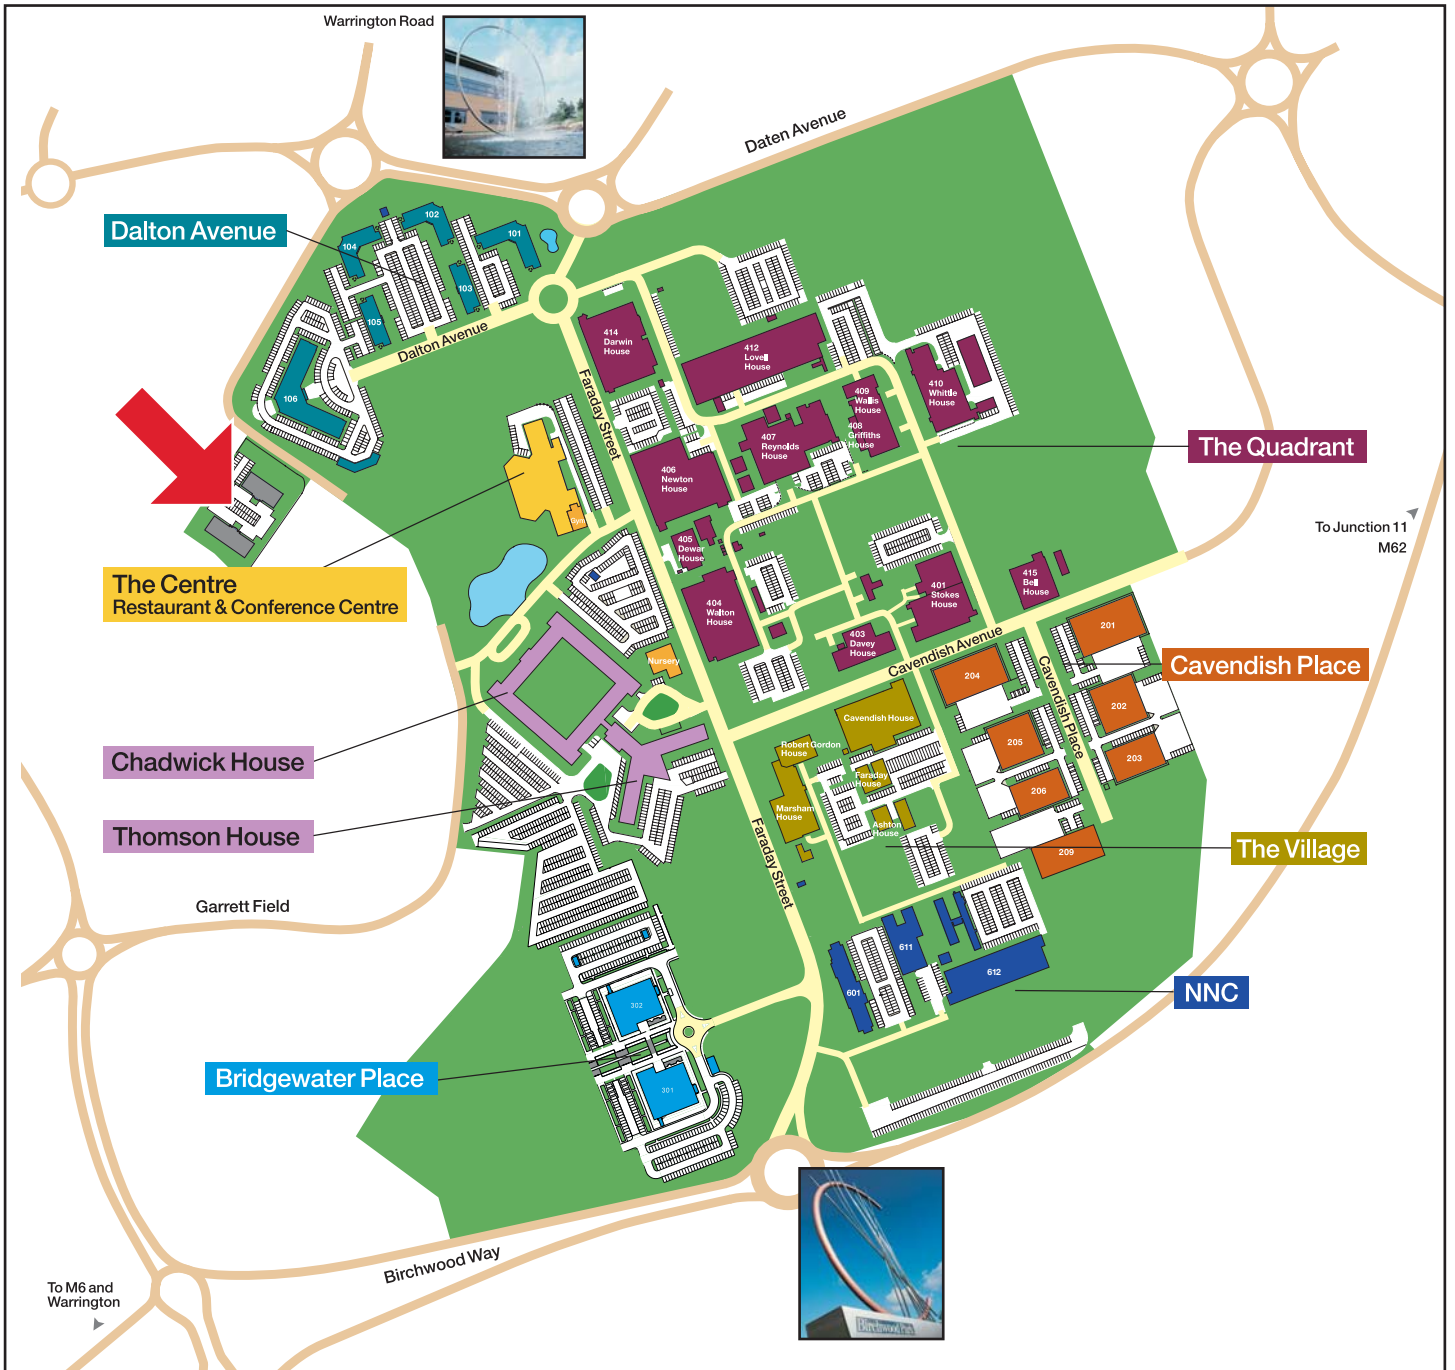 Warrington Road
Daten Avenue
Dalton Avenue
102
101
104
103
105
Dalton Avenue
106
414
Darwin
House
412
Lovell
House
Faraday Street
409
Wallis
House
410
Whittle
House
408
Griffiths
House
407
Reynolds
House
The Quadrant
406
Newton
House
Gym
405
Dewar
House
To Junction 11
M62
The Centre
Restaurant & Conference Centre
404
Walton
House
401
Stokes
House
415
Bell
House
403
Davey
House
Cavendish Avenue
201
Nursery
Cavendish Place
204
Cavendish Place
202
Cavendish House
205
Robert Gordon
House
203
Chadwick House
Faraday
House
206
Marsham
House
Ashton
House
Thomson House
209
The Village
Faraday Street
Garrett Field
611
612
601
NNC
302
Bridgewater Place
301
Birchwood Way
To M6 and
Warrington
Birchwood Park